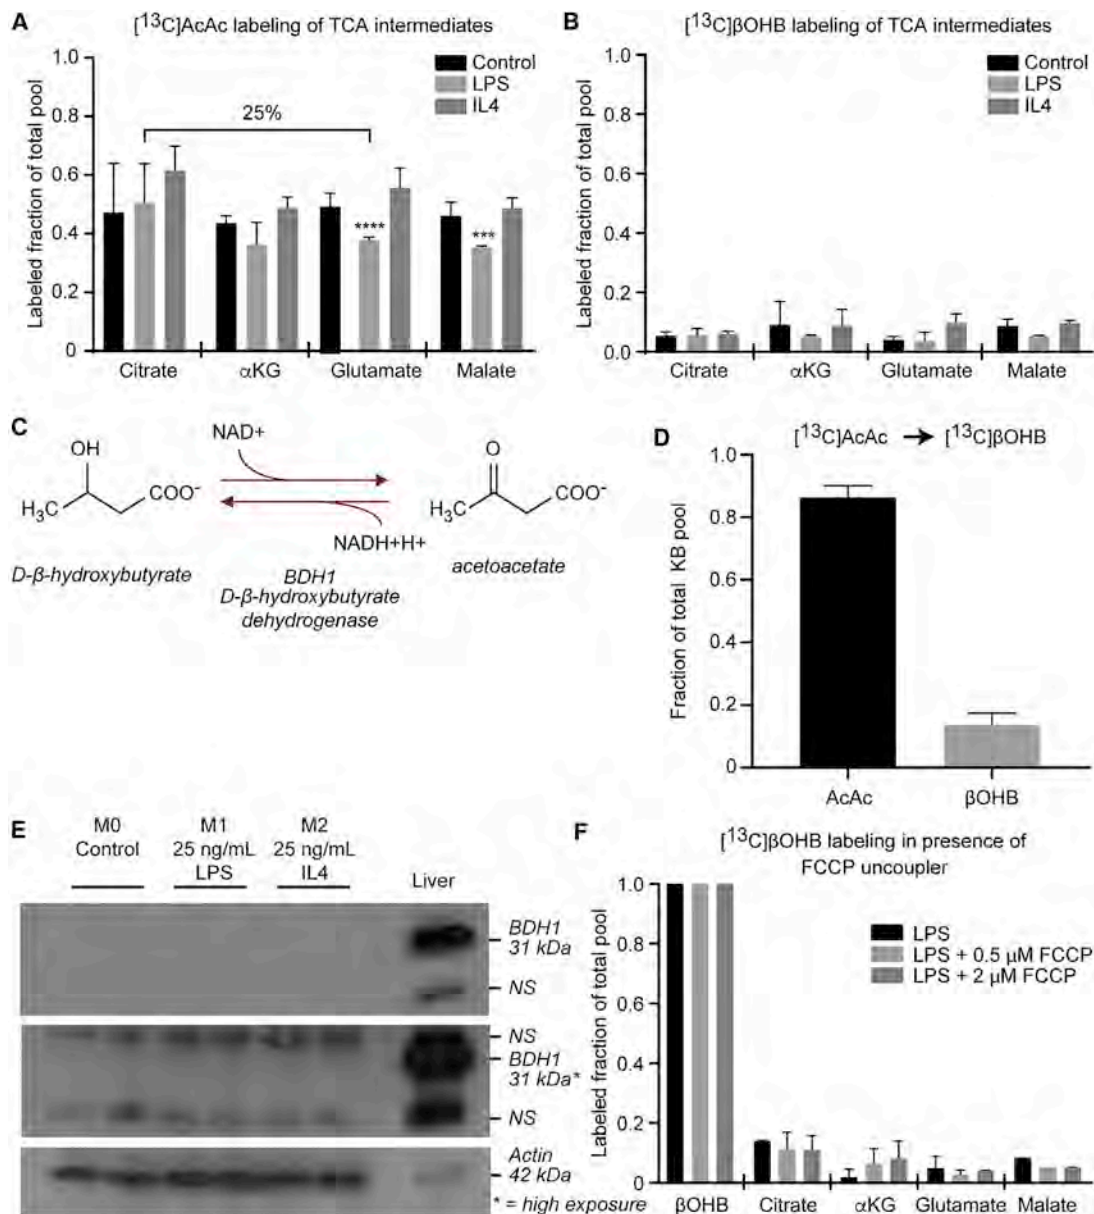 A
[¹³C]AcAc labeling of TCA intermediates
Labeled fraction of total pool
1.0
0.8
0.6
0.4
0.2
0
Control
LPS
IL4
25%
****
***
Citrate
αKG
Glutamate
Malate
B
[¹³C]βOHB labeling of TCA intermediates
Labeled fraction of total pool
1.0
0.8
0.6
0.4
0.2
0.0
Control
LPS
IL4
Citrate
αKG
Glutamate
Malate
C
OH
H₃C
COO⁻
D-β-hydroxybutyrate
NAD+
NADH+H+
BDH1
D-β-hydroxybutyrate
dehydrogenase
O
H₃C
COO⁻
acetoacetate
D
[¹³C]AcAc → [¹³C]βOHB
Fraction of total KB pool
1.0
0.8
0.6
0.4
0.2
0
AcAc
βOHB
E
M0
Control
M1
25 ng/mL
LPS
M2
25 ng/mL
IL4
Liver
BDH1
31 kDa
NS
NS
BDH1
31 kDa*
NS
Actin
42 kDa
* = high exposure
F
[¹³C]βOHB labeling in presence of
FCCP uncoupler
Labeled fraction of total pool
1.0
0.8
0.6
0.4
0.2
0
LPS
LPS + 0.5 μM FCCP
LPS + 2 μM FCCP
βOHB
Citrate
αKG
Glutamate
Malate